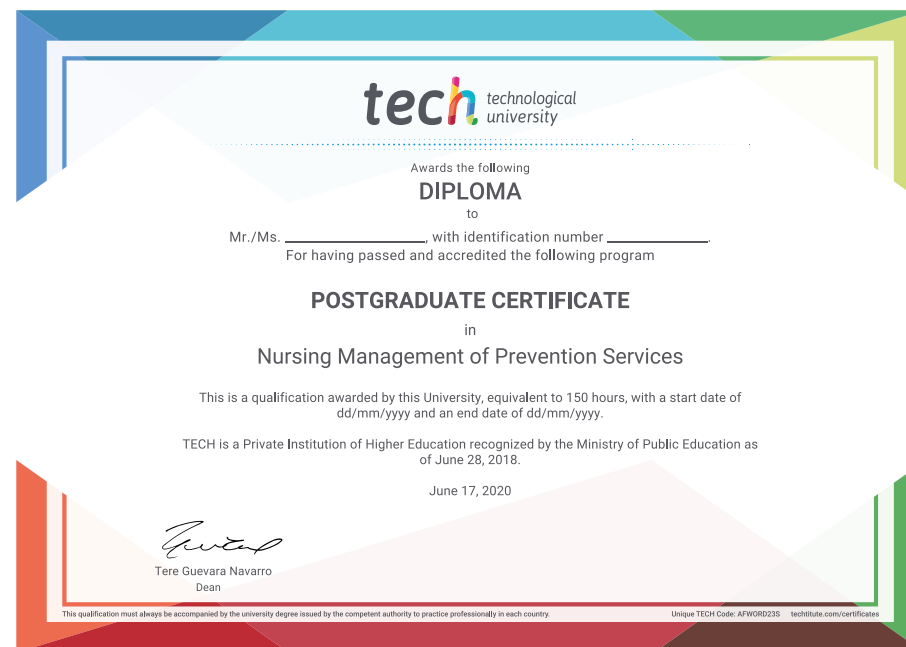 tech technological
university
Awards the following
DIPLOMA
to
Mr./Ms. ____________________, with identification number ______________.
For having passed and accredited the following program
POSTGRADUATE CERTIFICATE
in
Nursing Management of Prevention Services
This is a qualification awarded by this University, equivalent to 150 hours, with a start date of
dd/mm/yyyy and an end date of dd/mm/yyyy.
TECH is a Private Institution of Higher Education recognized by the Ministry of Public Education as
of June 28, 2018.
June 17, 2020
Tere Guevara Navarro
Dean
This qualification must always be accompanied by the university degree issued by the competent authority to practice professionally in each country.
Unique TECH Code: AFWORD23S techtitute.com/certificates